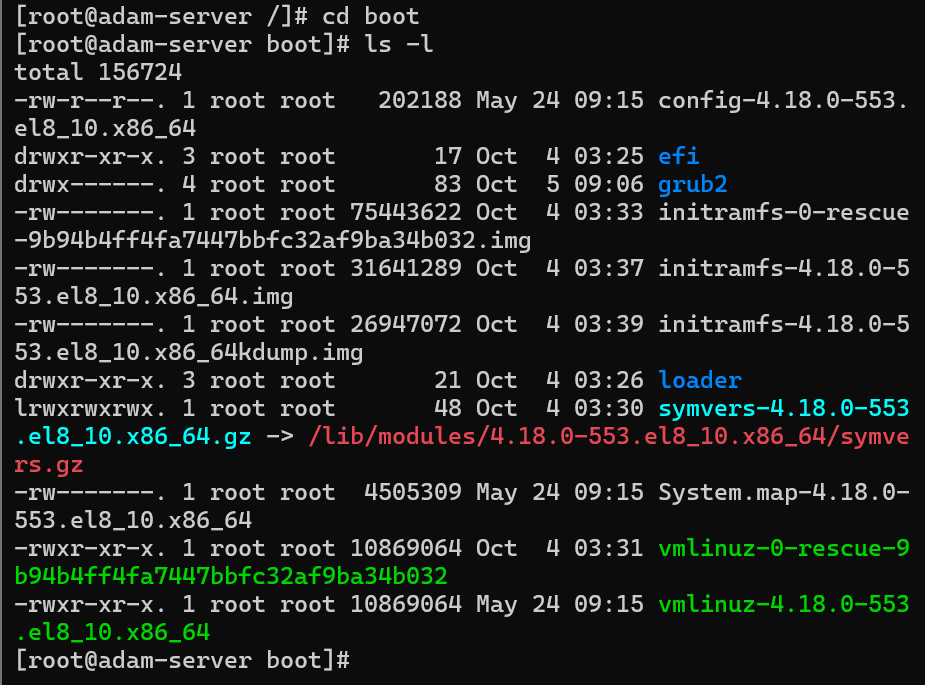 [root@adam-server /]# cd boot
[root@adam-server boot]# ls -l
total 156724
-rw-r--r--. 1 root root   202188 May 24 09:15 config-4.18.0-553.
el8_10.x86_64
drwxr-xr-x. 3 root root       17 Oct  4 03:25 efi
drwx------. 4 root root       83 Oct  5 09:06 grub2
-rw-------. 1 root root 75443622 Oct  4 03:33 initramfs-0-rescue
-9b94b4ff4fa7447bbfc32af9ba34b032.img
-rw-------. 1 root root 31641289 Oct  4 03:37 initramfs-4.18.0-5
53.el8_10.x86_64.img
-rw-------. 1 root root 26947072 Oct  4 03:39 initramfs-4.18.0-5
53.el8_10.x86_64kdump.img
drwxr-xr-x. 3 root root       21 Oct  4 03:26 loader
lrwxrwxrwx. 1 root root       48 Oct  4 03:30 symvers-4.18.0-553
.el8_10.x86_64.gz -> /lib/modules/4.18.0-553.el8_10.x86_64/symve
rs.gz
-rw-------. 1 root root  4505309 May 24 09:15 System.map-4.18.0-
553.el8_10.x86_64
-rwxr-xr-x. 1 root root 10869064 Oct  4 03:31 vmlinuz-0-rescue-9
b94b4ff4fa7447bbfc32af9ba34b032
-rwxr-xr-x. 1 root root 10869064 May 24 09:15 vmlinuz-4.18.0-553
.el8_10.x86_64
[root@adam-server boot]#